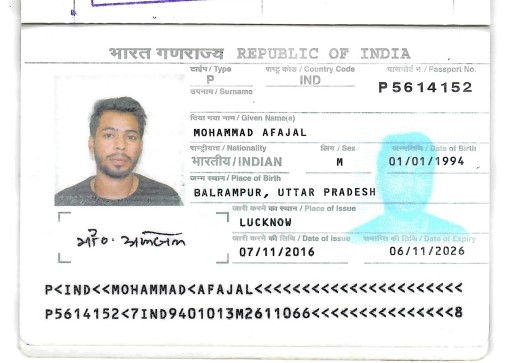 भारत गणराज्य REPUBLIC OF INDIA
टाईप / Type राष्ट्र कोड / Country Code पासपोर्ट नं. / Passport No.
P IND P5614152
उपनाम / Surname
दिया गया नाम / Given Name(s)
MOHAMMAD AFAJAL
राष्ट्रीयता / Nationality लिंग / Sex जन्मतिथि / Date of Birth
भारतीय / INDIAN M 01/01/1994
जन्म स्थान / Place of Birth
BALRAMPUR, UTTAR PRADESH
जारी करने का स्थान / Place of Issue
LUCKNOW
जारी करने की तिथि / Date of Issue समाप्ति की तिथि / Date of Expiry
07/11/2016 06/11/2026
मो० अफजाल
P<IND<<MOHAMMAD<AFAJAL<<<<<<<<<<<<<<<<<<<<<<
P5614152<7IND9401013M2611066<<<<<<<<<<<<<<<8